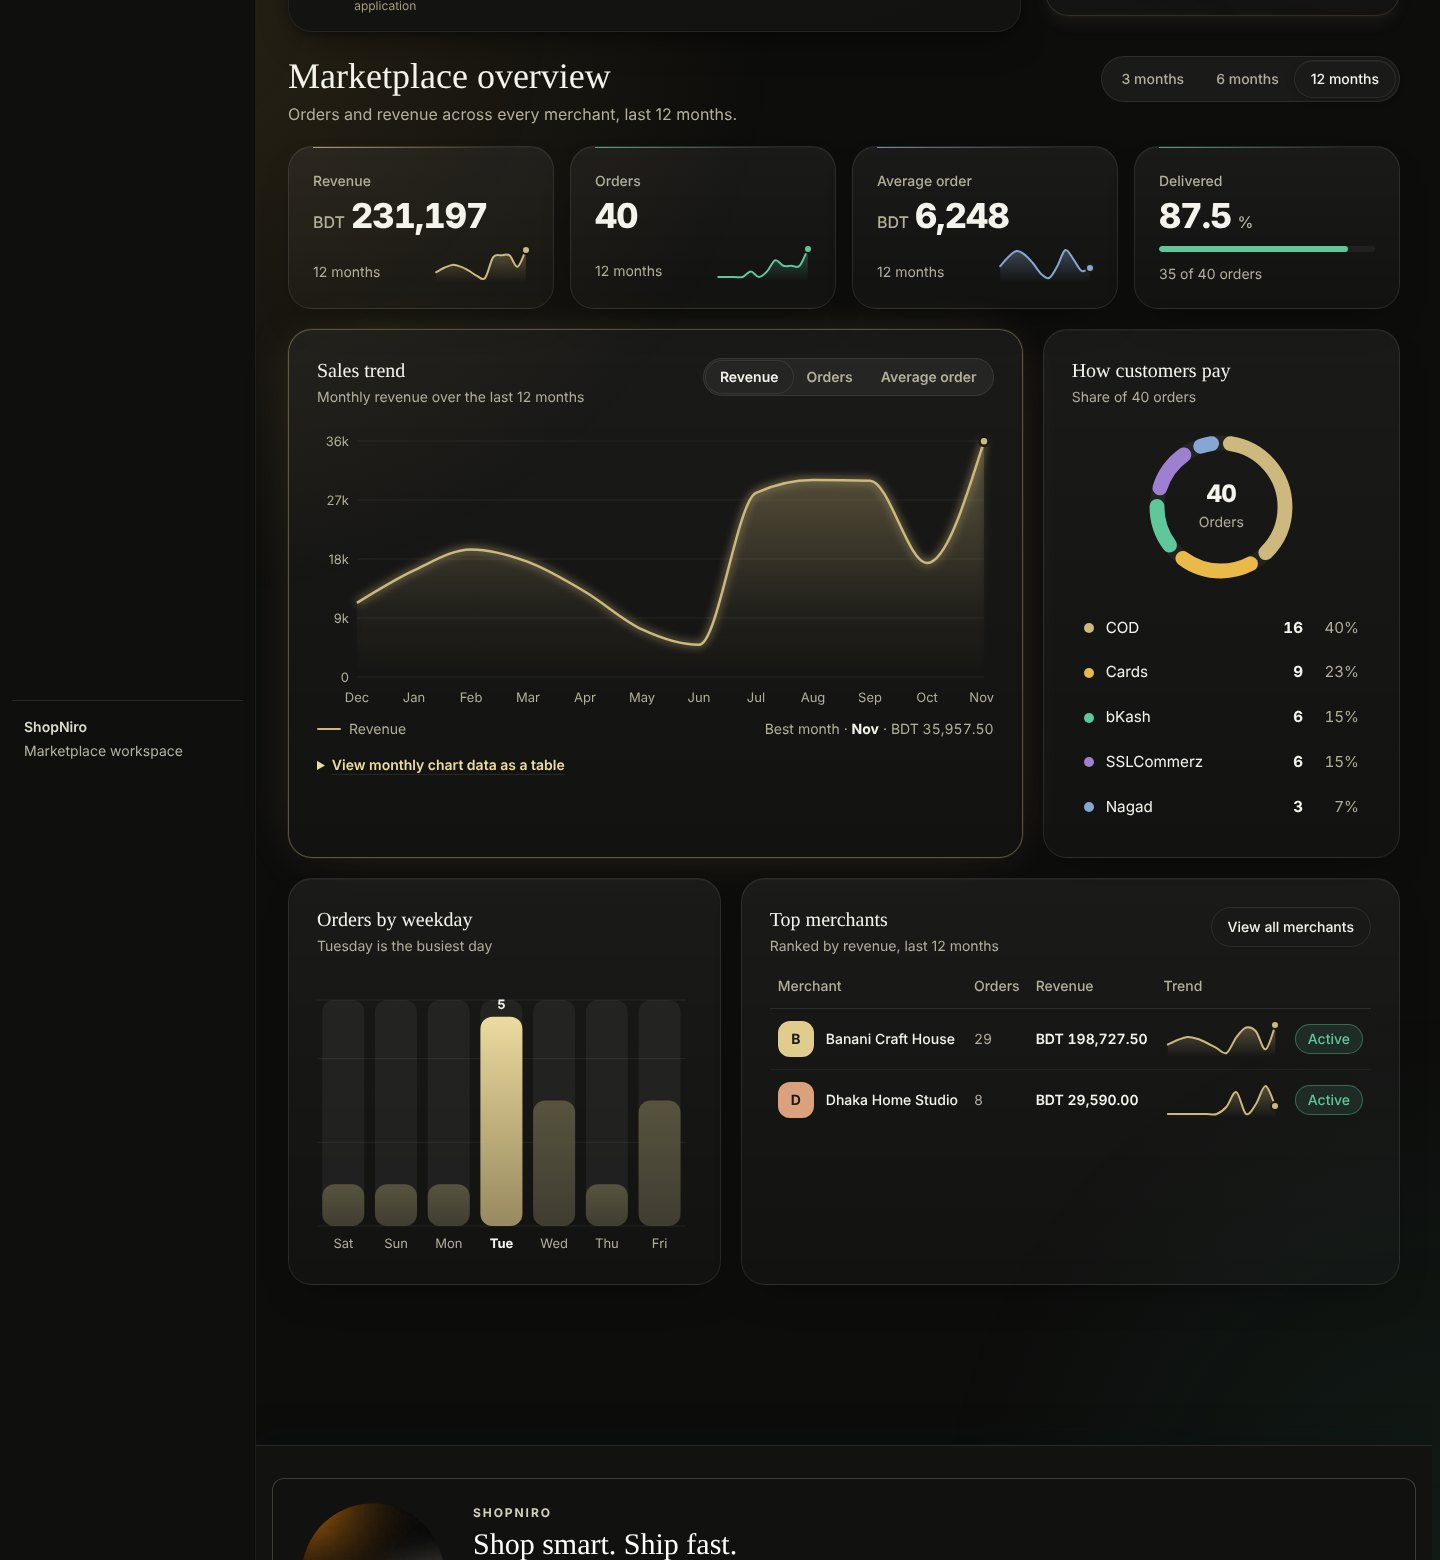 application
Marketplace overview
3 months 6 months 12 months
Orders and revenue across every merchant, last 12 months.
Revenue
BDT 231,197
12 months
Orders
40
12 months
Average order
BDT 6,248
12 months
Delivered
87.5 %
35 of 40 orders
Sales trend
Monthly revenue over the last 12 months
Revenue Orders Average order
36k
27k
18k
9k
0
Dec Jan Feb Mar Apr May Jun Jul Aug Sep Oct Nov
Revenue
Best month · Nov · BDT 35,957.50
View monthly chart data as a table
How customers pay
Share of 40 orders
40
Orders
COD 16 40%
Cards 9 23%
bKash 6 15%
SSLCommerz 6 15%
Nagad 3 7%
ShopNiro
Marketplace workspace
Orders by weekday
Tuesday is the busiest day
5
Sat Sun Mon Tue Wed Thu Fri
Top merchants
Ranked by revenue, last 12 months
View all merchants
Merchant Orders Revenue Trend
B Banani Craft House 29 BDT 198,727.50 Active
D Dhaka Home Studio 8 BDT 29,590.00 Active
SHOPNIRO
Shop smart. Ship fast.